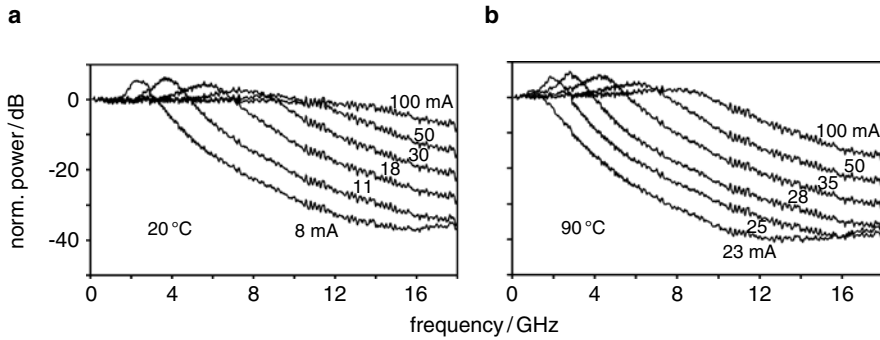 a
b
norm. power/dB
0
-20
-40
100 mA
50
30
18
11
8 mA
20 °C
0 4 8 12 16
100 mA
50
35
28
25
23 mA
90 °C
0 4 8 12 16
frequency/GHz